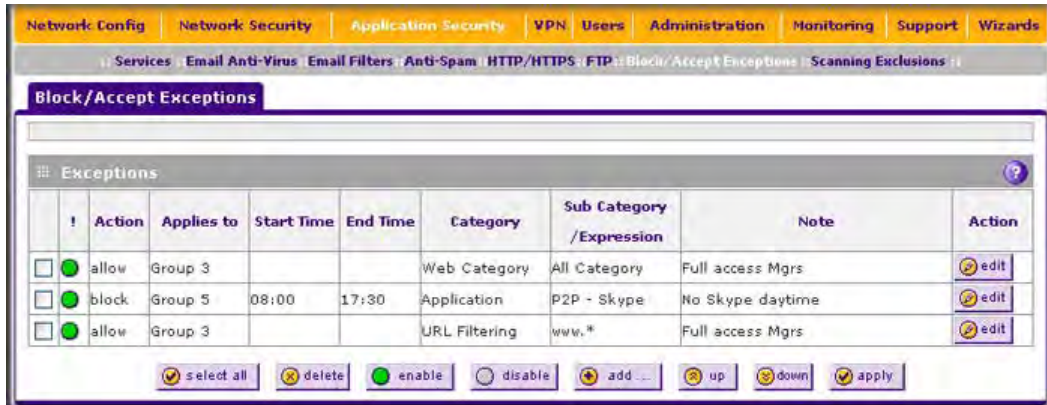 Network Config Network Security Application Security VPN Users Administration Monitoring Support Wizards
:: Services :: Email Anti-Virus :: Email Filters :: Anti-Spam :: HTTP/HTTPS :: FTP :: Block/Accept Exceptions :: Scanning Exclusions ::
Block/Accept Exceptions
Exceptions ?
! Action Applies to Start Time End Time Category Sub Category /Expression Note Action
allow Group 3 Web Category All Category Full access Mgrs edit
block Group 5 08:00 17:30 Application P2P - Skype No Skype daytime edit
allow Group 3 URL Filtering www.* Full access Mgrs edit
select all delete enable disable add ... up down apply